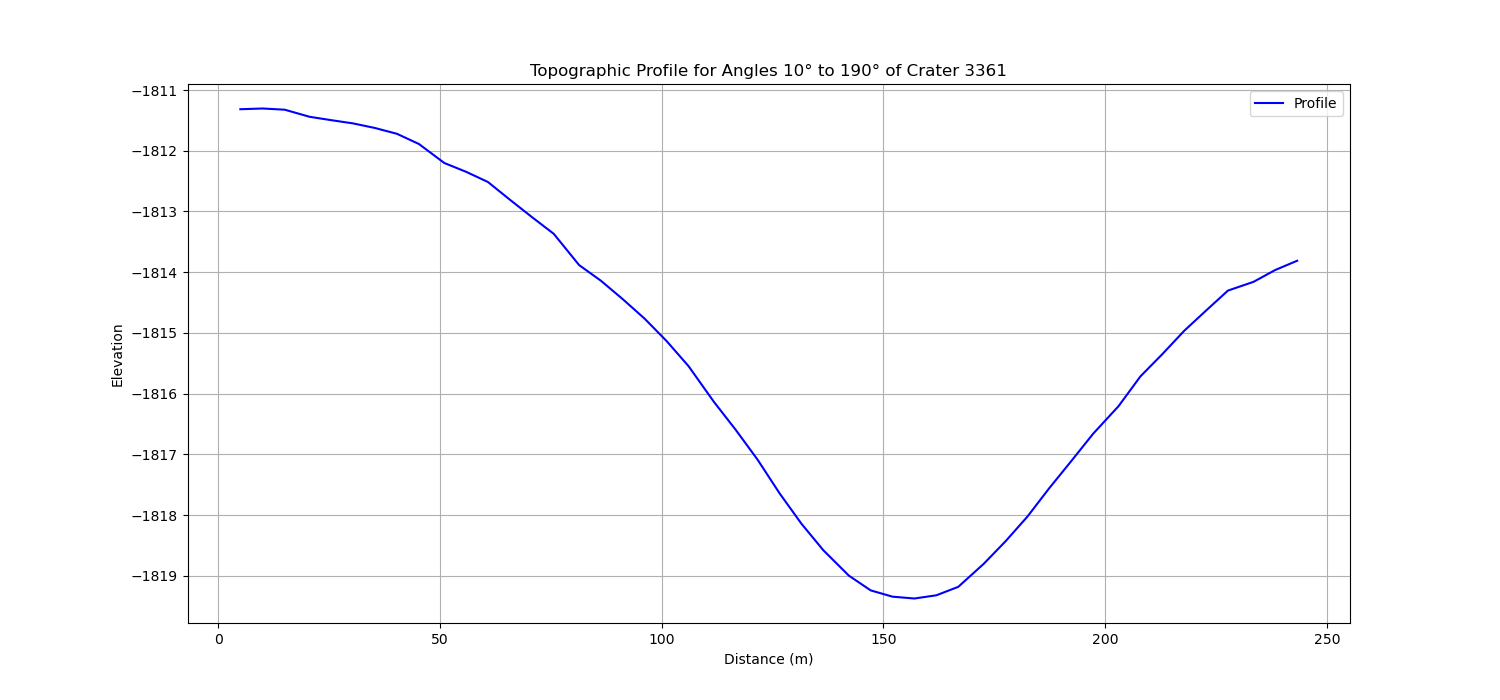 Topographic Profile for Angles 10° to 190° of Crater 3361
Profile
−1811
−1812
−1813
−1814
−1815
−1816
−1817
−1818
−1819
Elevation
0 50 100 150 200 250
Distance (m)